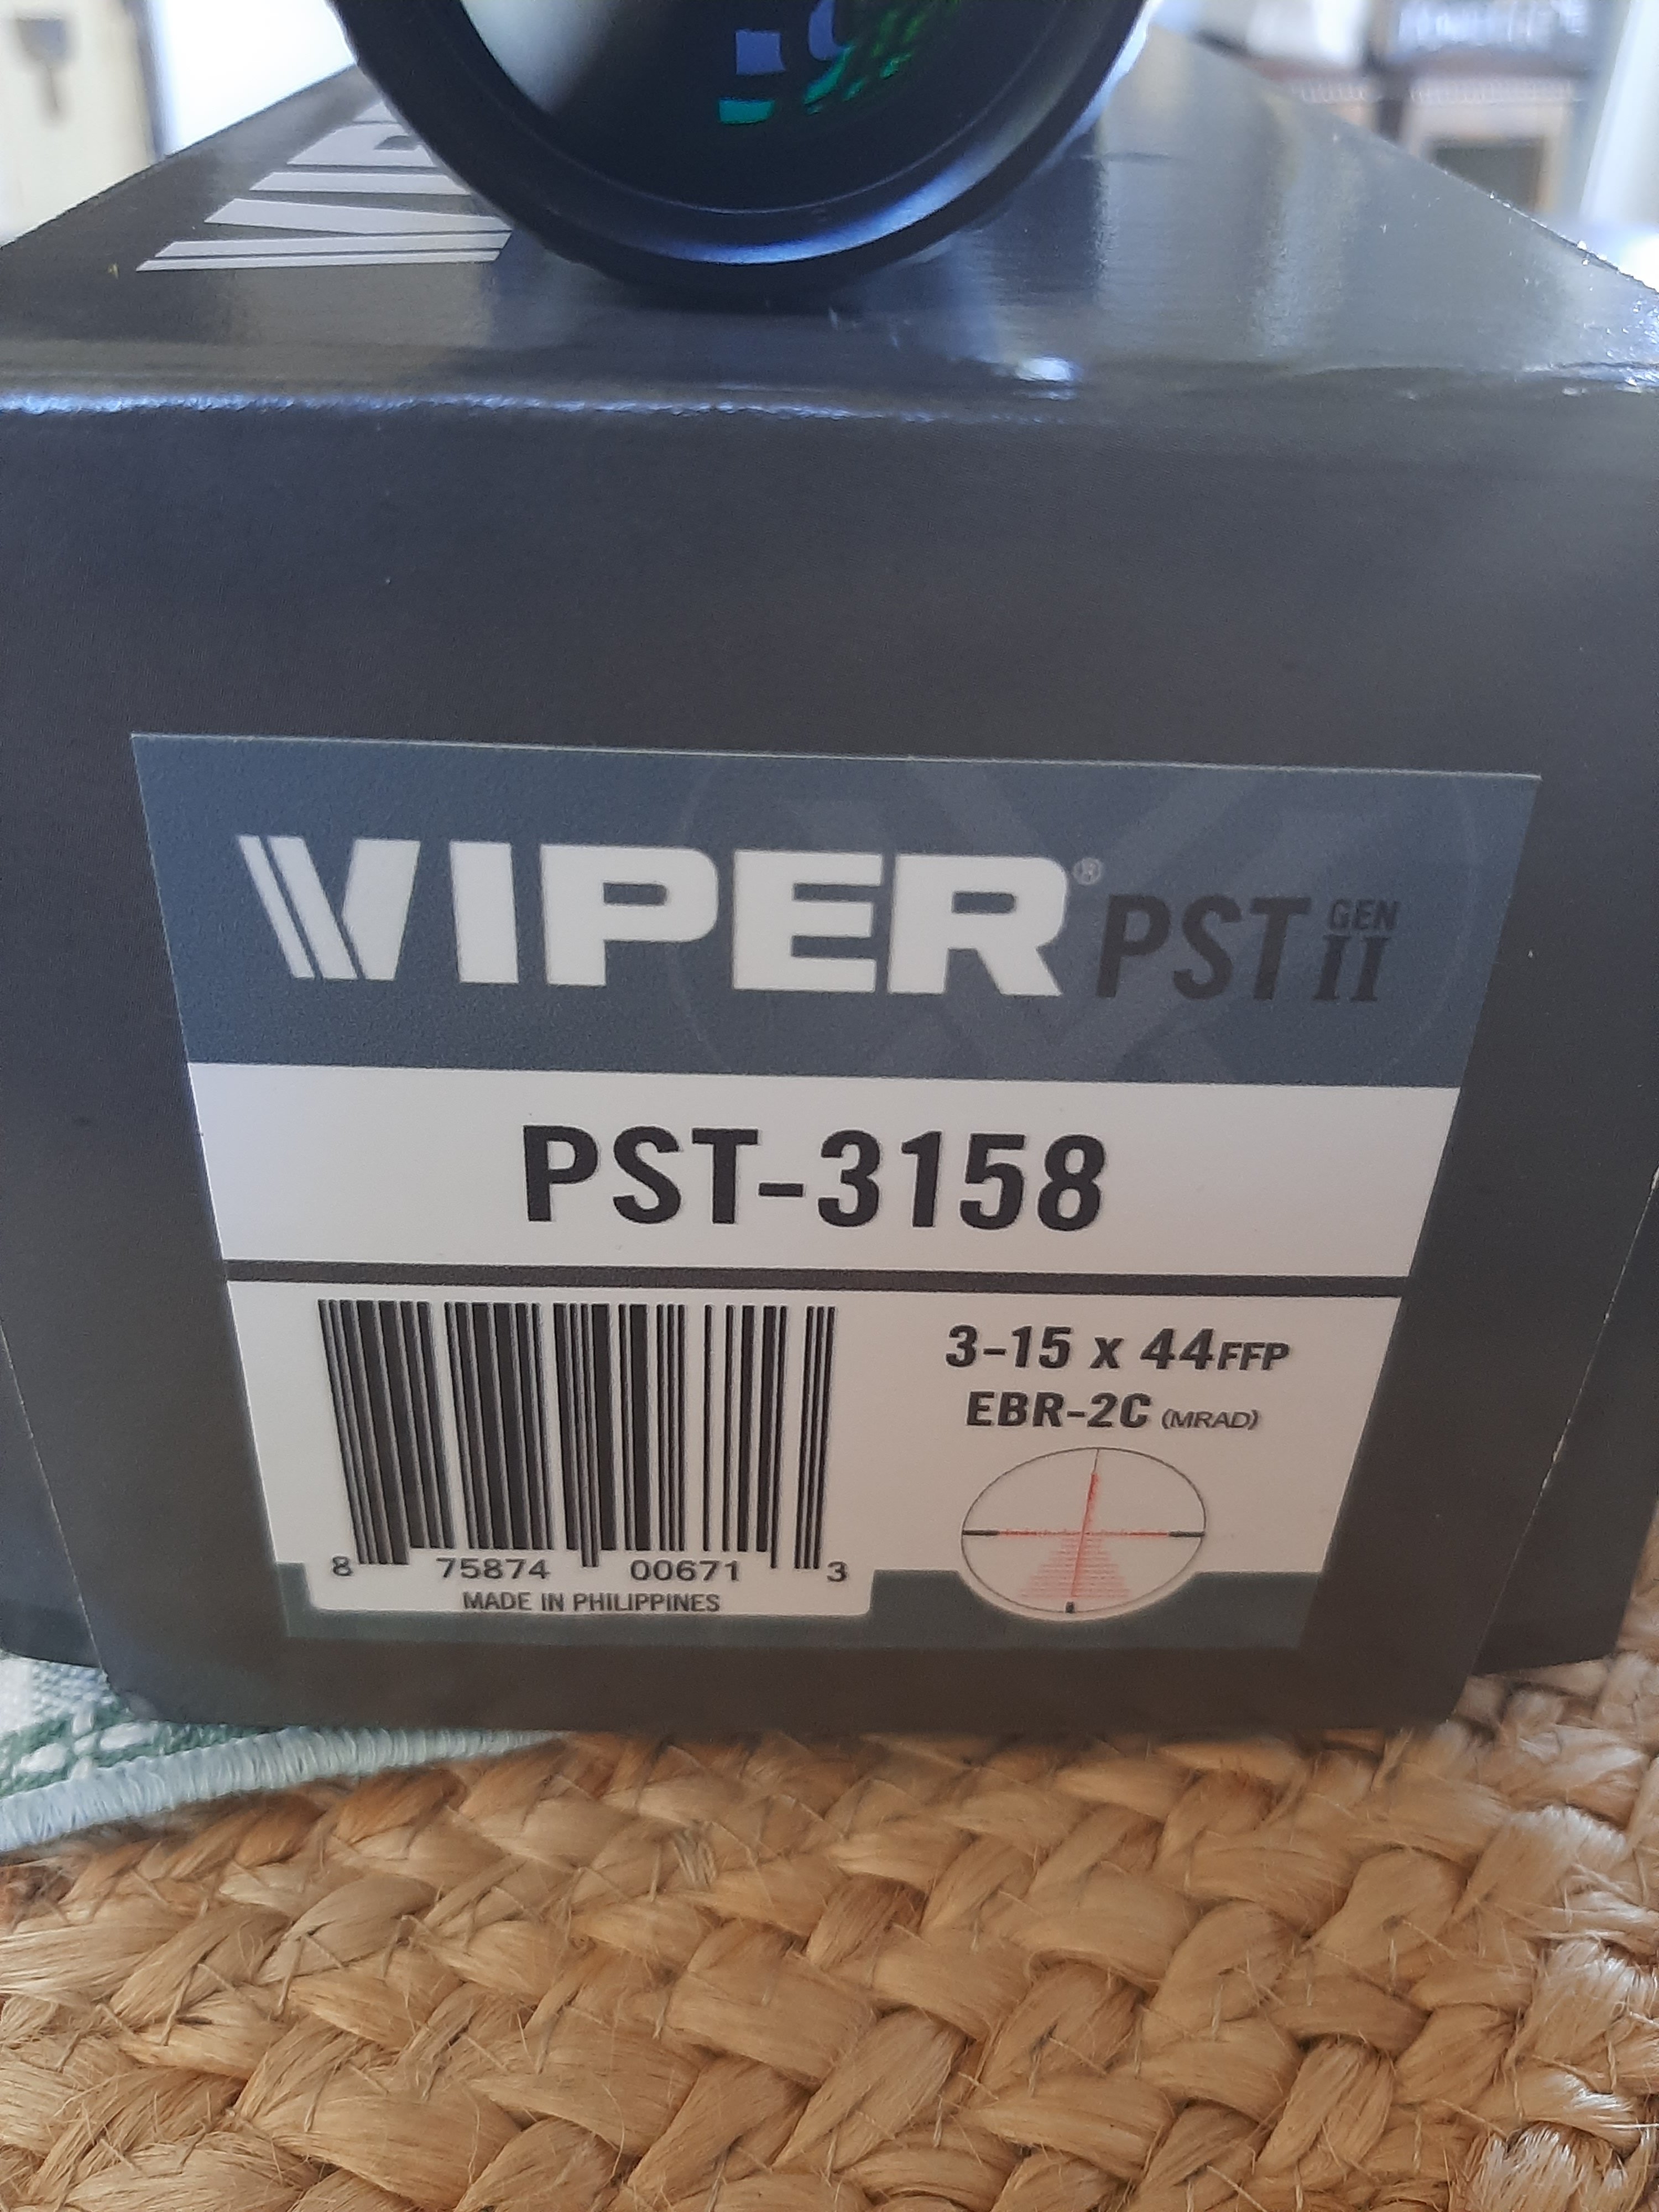 VIPER® PST GEN II
PST-3158
3-15 x 44FFP
EBR-2C (MRAD)
8 75874 00671 3
MADE IN PHILIPPINES